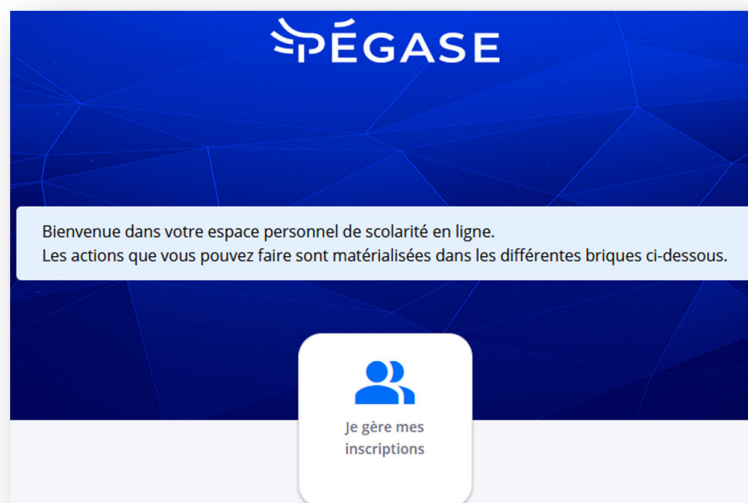 PÉGASE
Bienvenue dans votre espace personnel de scolarité en ligne.
Les actions que vous pouvez faire sont matérialisées dans les différentes briques ci-dessous.
Je gère mes
inscriptions